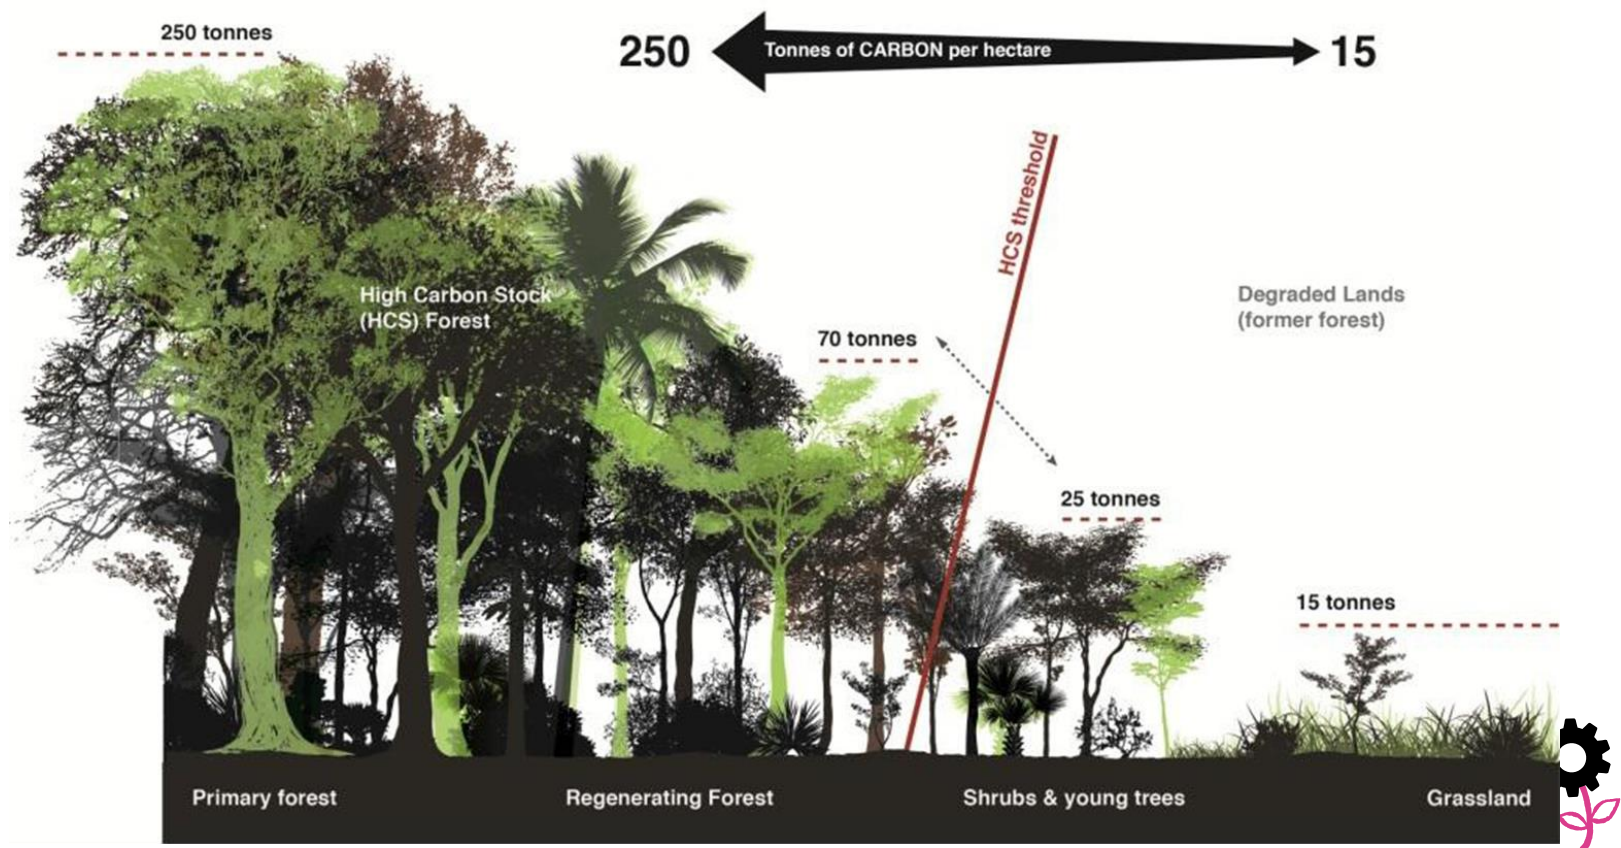 250 tonnes
250
Tonnes of CARBON per hectare
15
HCS threshold
High Carbon Stock
(HCS) Forest
Degraded Lands
(former forest)
70 tonnes
25 tonnes
15 tonnes
Primary forest
Regenerating Forest
Shrubs & young trees
Grassland